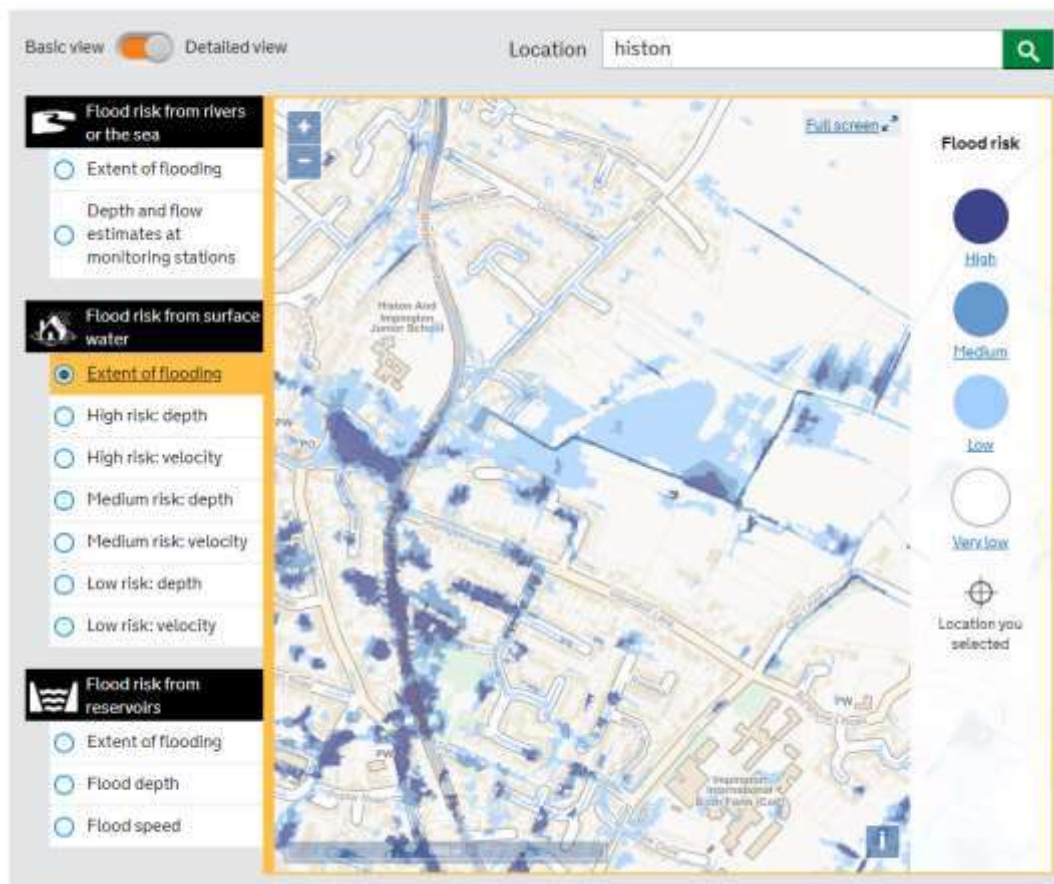 Basic view Detailed view
Location histon
Flood risk from rivers
or the sea
Extent of flooding
Depth and flow
estimates at
monitoring stations
Flood risk from surface
water
Extent of flooding
High risk: depth
High risk: velocity
Medium risk: depth
Medium risk: velocity
Low risk: depth
Low risk: velocity
Flood risk from
reservoirs
Extent of flooding
Flood depth
Flood speed
+
−
Full screen
Histon And
Impington
Junior School
PW
PO
PW
PW
Impington
International
College
i
Flood risk
High
Medium
Low
Very low
Location you
selected